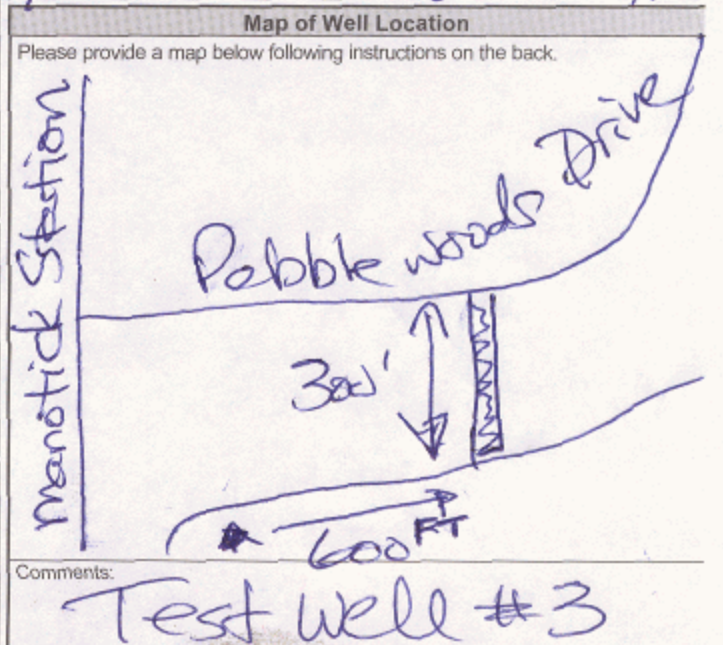 Map of Well Location
Please provide a map below following instructions on the back.
Manotick Station
Pebble woods Drive
300'
600 FT
Comments:
Test Well #3